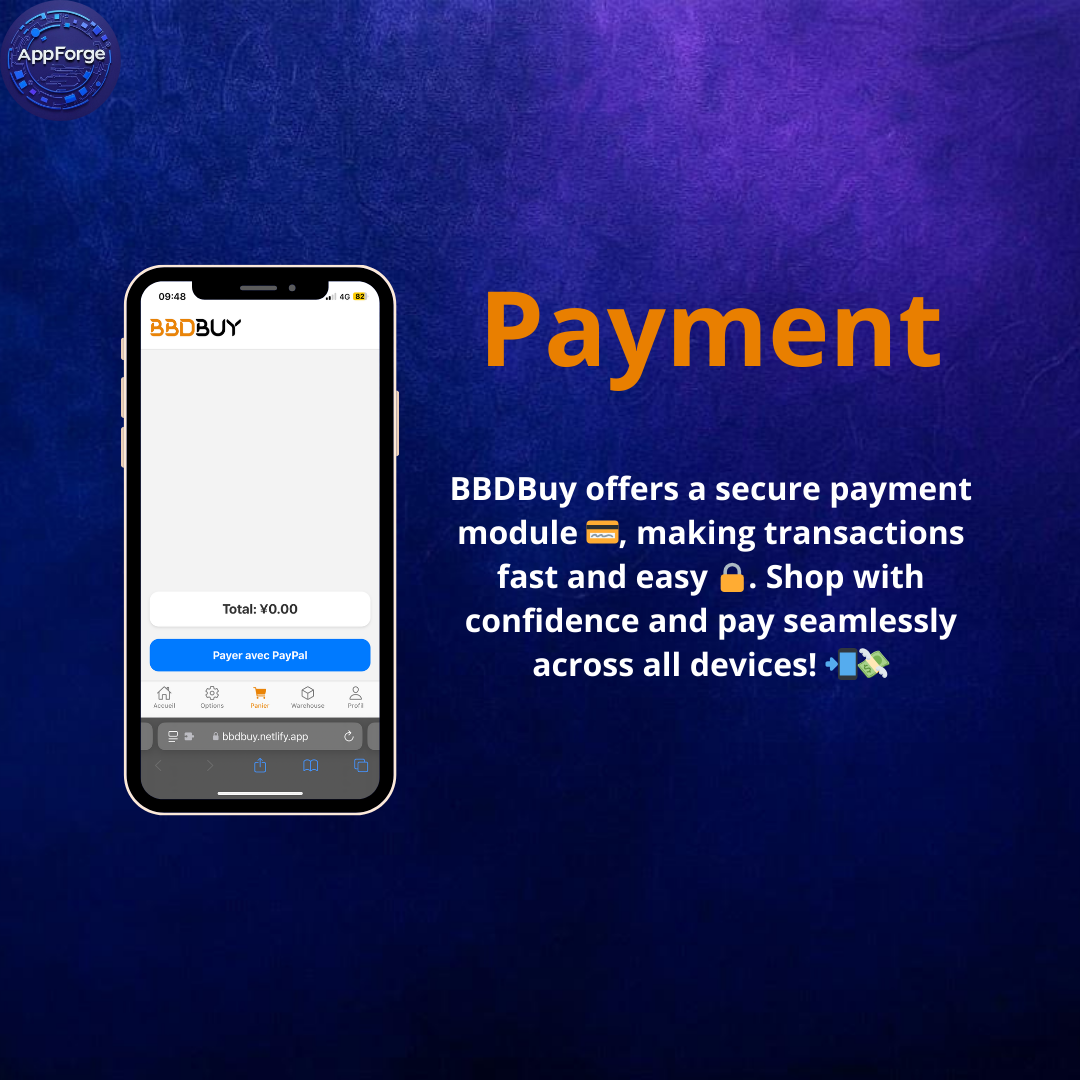 AppForge
09:48
4G 82
BBDBUY
Total: ¥0.00
Payer avec PayPal
Accueil Options Panier Warehouse Profil
bbdbuy.netlify.app
Payment
BBDBuy offers a secure payment
module 💳, making transactions
fast and easy 🔒. Shop with
confidence and pay seamlessly
across all devices! 📲💸